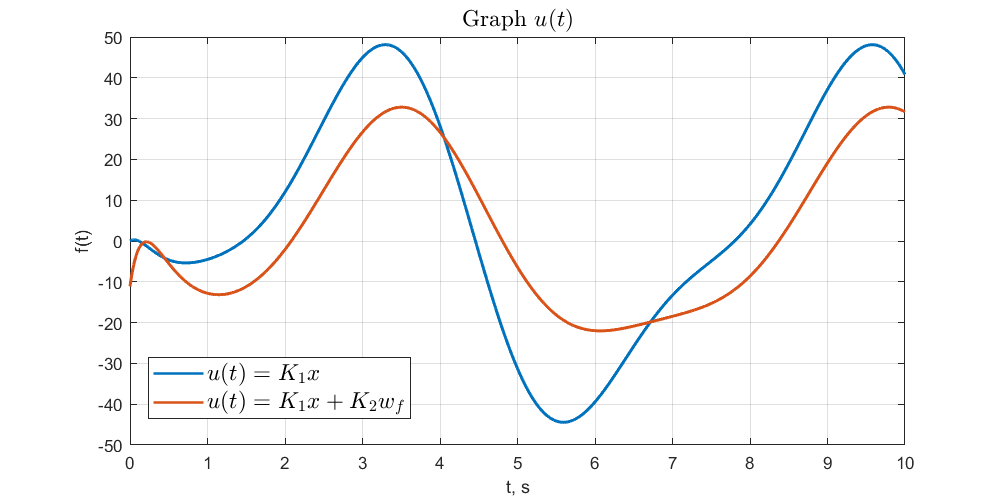 Graph u(t)
f(t)
50
40
30
20
10
0
-10
-20
-30
-40
-50
u(t) = K₁x
u(t) = K₁x + K₂w_f
0 1 2 3 4 5 6 7 8 9 10
t, s